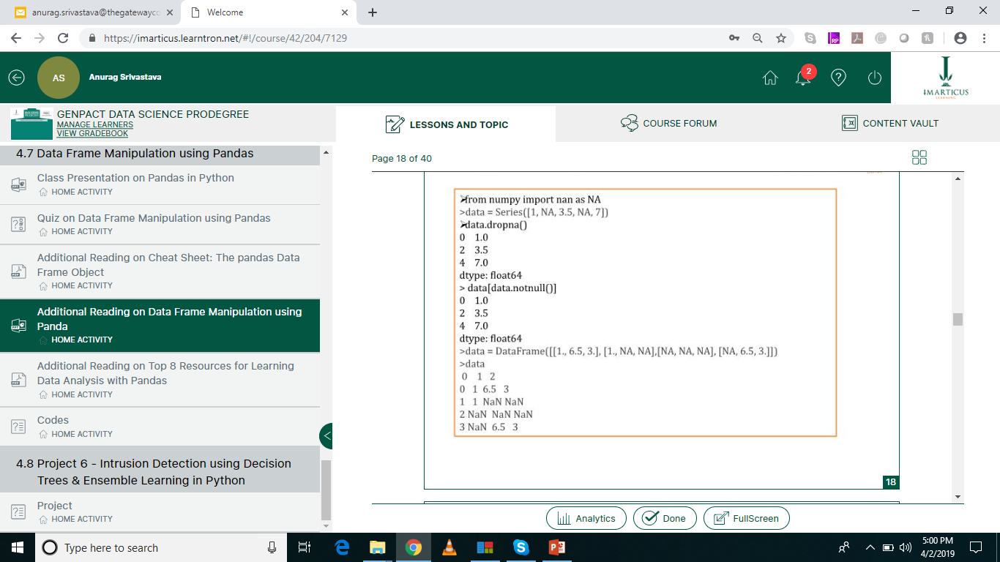 anurag.srivastava@thegatewayco
Welcome
https://imarticus.learntron.net/#!/course/42/204/7129
AS
Anurag Srivastava
2
IMARTICUS
LEARNING
GENPACT DATA SCIENCE PRODEGREE
MANAGE LEARNERS
VIEW GRADEBOOK
LESSONS AND TOPIC
COURSE FORUM
CONTENT VAULT
4.7 Data Frame Manipulation using Pandas
Class Presentation on Pandas in Python
HOME ACTIVITY
Quiz on Data Frame Manipulation using Pandas
HOME ACTIVITY
Additional Reading on Cheat Sheet: The pandas Data
Frame Object
HOME ACTIVITY
Additional Reading on Data Frame Manipulation using
Panda
HOME ACTIVITY
Additional Reading on Top 8 Resources for Learning
Data Analysis with Pandas
HOME ACTIVITY
Codes
HOME ACTIVITY
4.8 Project 6 - Intrusion Detection using Decision
Trees & Ensemble Learning in Python
Project
HOME ACTIVITY
Page 18 of 40
➢from numpy import nan as NA
>data = Series([1, NA, 3.5, NA, 7])
➢data.dropna()
0 1.0
2 3.5
4 7.0
dtype: float64
> data[data.notnull()]
0 1.0
2 3.5
4 7.0
dtype: float64
>data = DataFrame([[1., 6.5, 3.], [1., NA, NA],[NA, NA, NA], [NA, 6.5, 3.]])
>data
0 1 2
0 1 6.5 3
1 1 NaN NaN
2 NaN NaN NaN
3 NaN 6.5 3
18
Analytics
Done
FullScreen
Type here to search
5:00 PM
4/2/2019